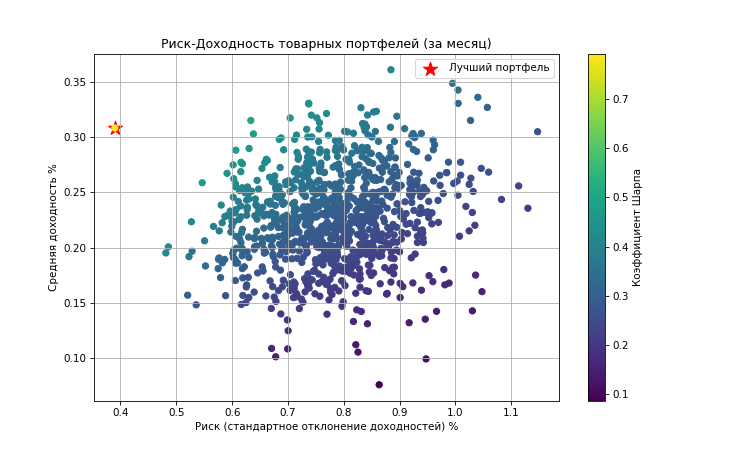 Риск-Доходность товарных портфелей (за месяц)
Лучший портфель
Средняя доходность %
0.35
0.30
0.25
0.20
0.15
0.10
0.4 0.5 0.6 0.7 0.8 0.9 1.0 1.1
Риск (стандартное отклонение доходностей) %
0.7
0.6
0.5
0.4
0.3
0.2
0.1
Коэффициент Шарпа